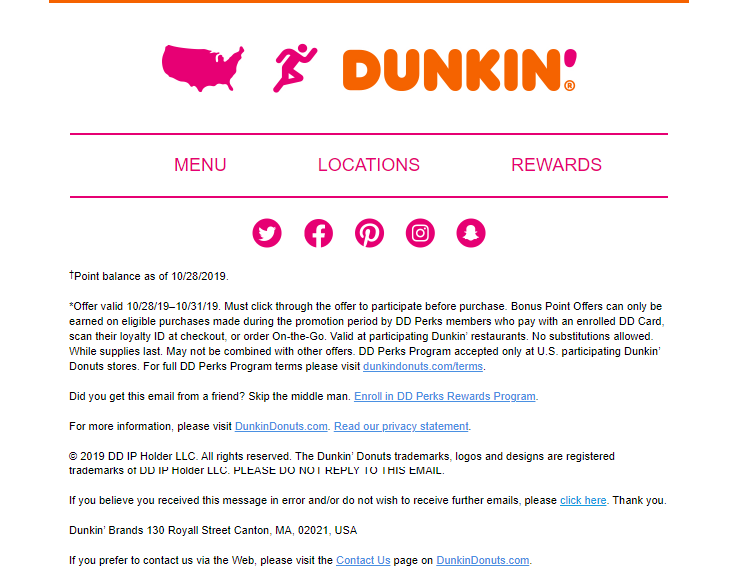 DUNKIN'®
MENU LOCATIONS REWARDS
†Point balance as of 10/28/2019.
*Offer valid 10/28/19–10/31/19. Must click through the offer to participate before purchase. Bonus Point Offers can only be
earned on eligible purchases made during the promotion period by DD Perks members who pay with an enrolled DD Card,
scan their loyalty ID at checkout, or order On-the-Go. Valid at participating Dunkin' restaurants. No substitutions allowed.
While supplies last. May not be combined with other offers. DD Perks Program accepted only at U.S. participating Dunkin'
Donuts stores. For full DD Perks Program terms please visit dunkindonuts.com/terms.
Did you get this email from a friend? Skip the middle man. Enroll in DD Perks Rewards Program.
For more information, please visit DunkinDonuts.com. Read our privacy statement.
© 2019 DD IP Holder LLC. All rights reserved. The Dunkin' Donuts trademarks, logos and designs are registered
trademarks of DD IP Holder LLC. PLEASE DO NOT REPLY TO THIS EMAIL.
If you believe you received this message in error and/or do not wish to receive further emails, please click here. Thank you.
Dunkin' Brands 130 Royall Street Canton, MA, 02021, USA
If you prefer to contact us via the Web, please visit the Contact Us page on DunkinDonuts.com.